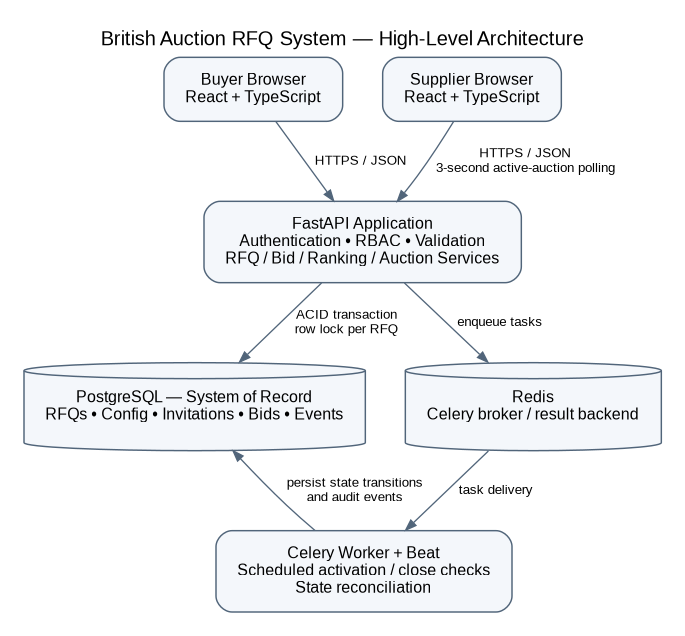 British Auction RFQ System — High-Level Architecture
Buyer Browser
React + TypeScript
Supplier Browser
React + TypeScript
HTTPS / JSON
HTTPS / JSON
3-second active-auction polling
FastAPI Application
Authentication • RBAC • Validation
RFQ / Bid / Ranking / Auction Services
ACID transaction
row lock per RFQ
enqueue tasks
PostgreSQL — System of Record
RFQs • Config • Invitations • Bids • Events
Redis
Celery broker / result backend
persist state transitions
and audit events
task delivery
Celery Worker + Beat
Scheduled activation / close checks
State reconciliation